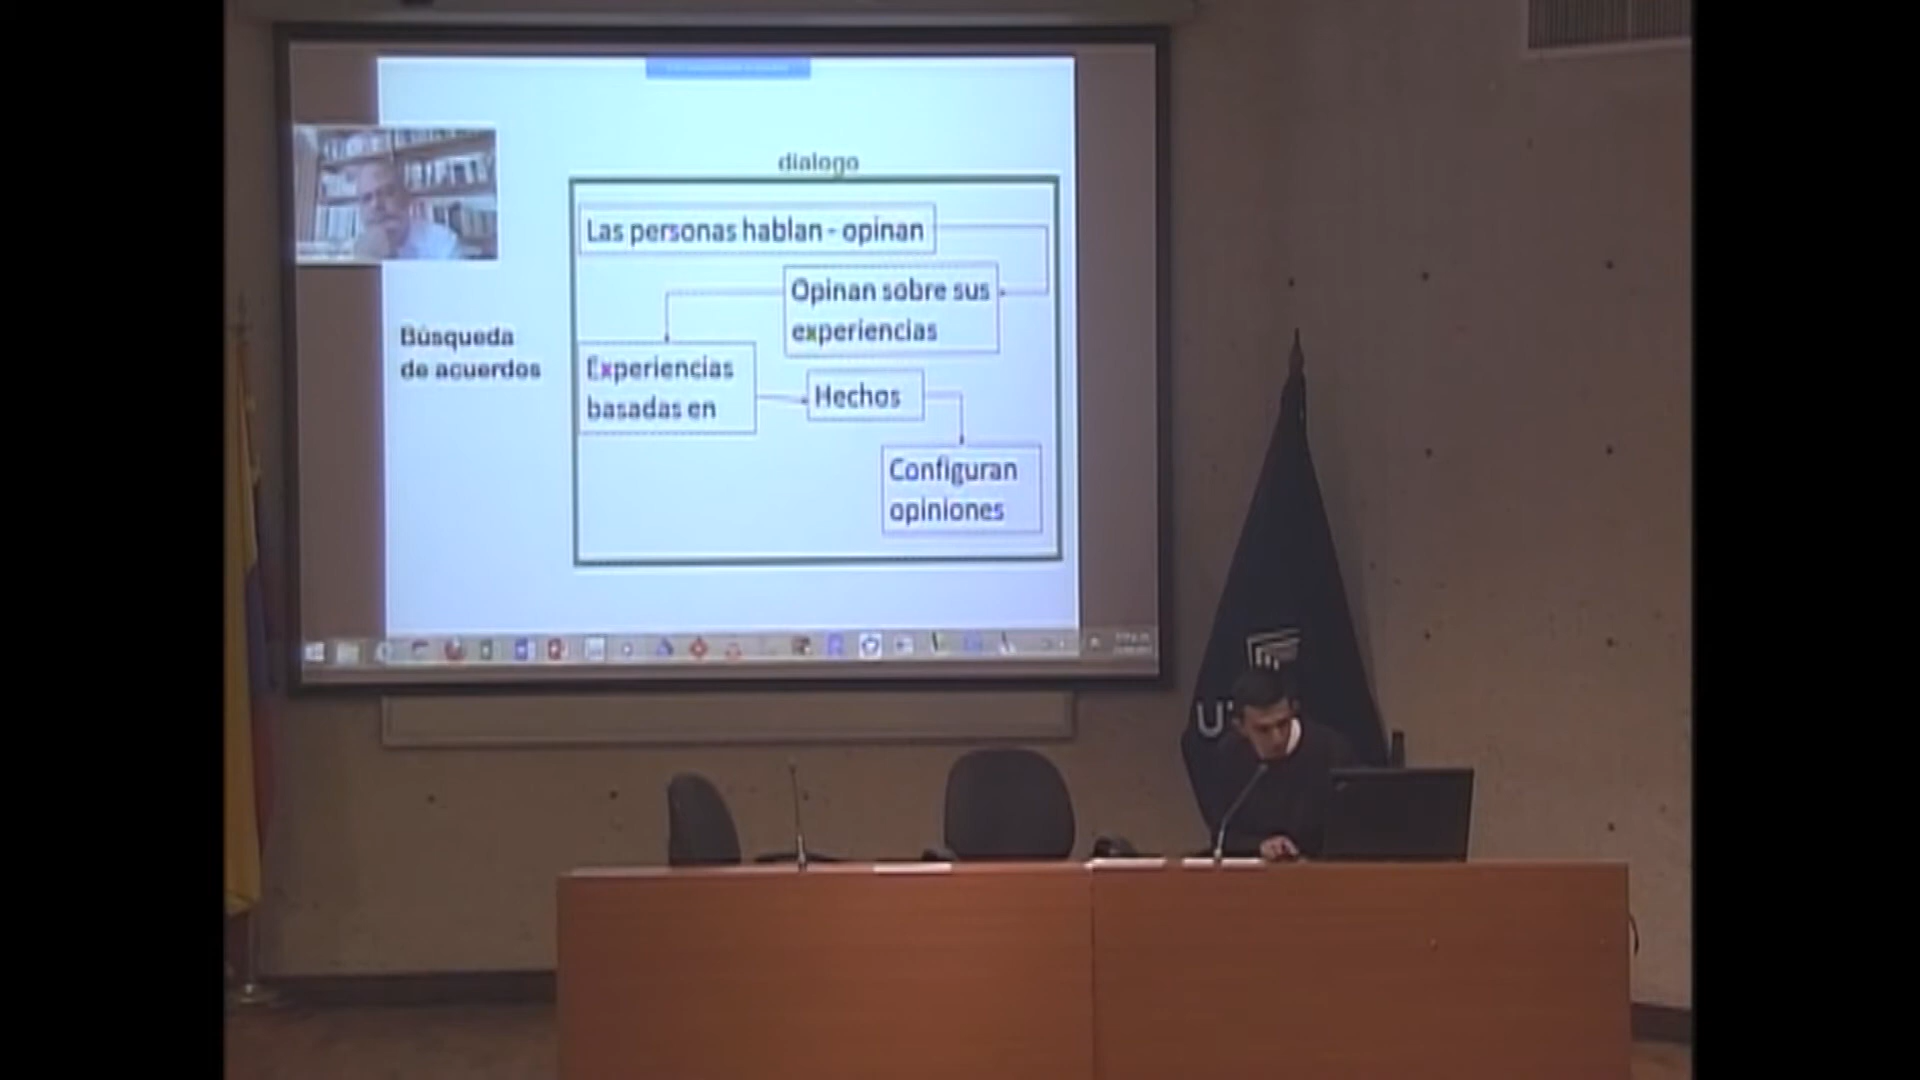 dialogo
Las personas hablan - opinan
Opinan sobre sus
experiencias
Búsqueda
de acuerdos
Experiencias
basadas en
Hechos
Configuran
opiniones